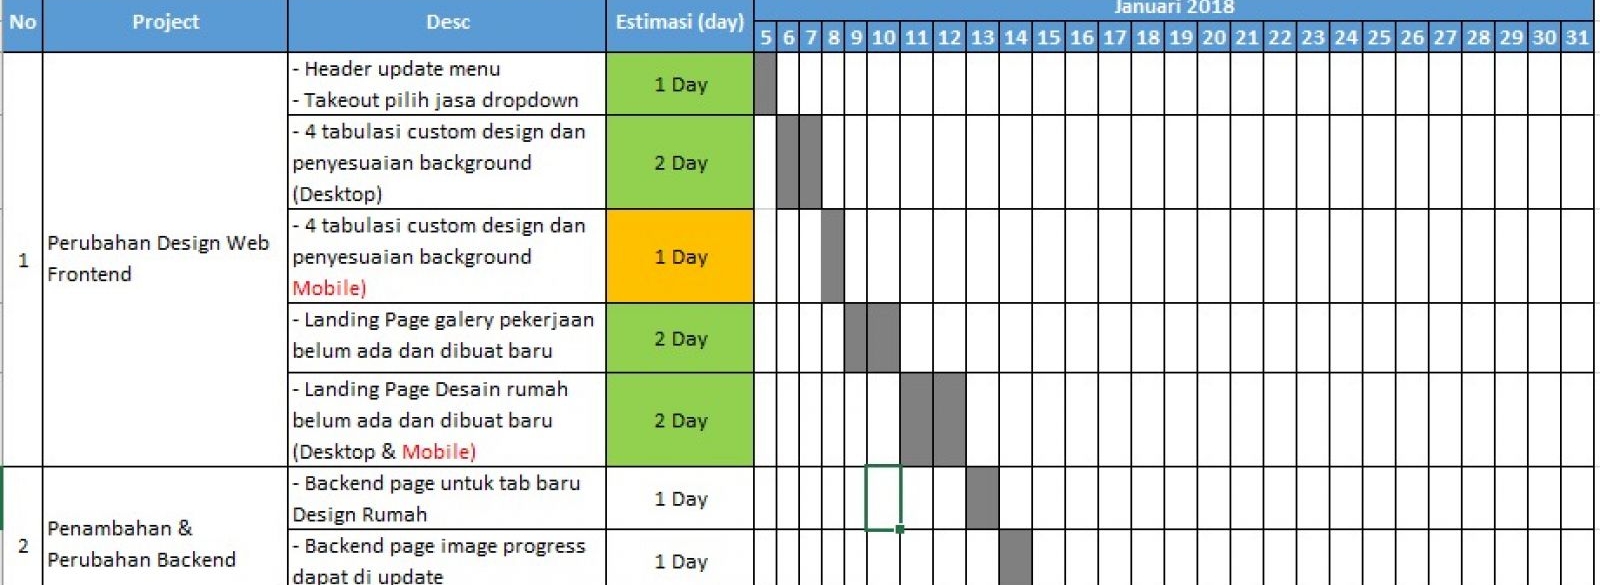 No Project Desc Estimasi (day) Januari 2018
5 6 7 8 9 10 11 12 13 14 15 16 17 18 19 20 21 22 23 24 25 26 27 28 29 30 31
1
Perubahan Design Web
Frontend
- Header update menu
- Takeout pilih jasa dropdown
1 Day
- 4 tabulasi custom design dan
penyesuaian background
(Desktop)
2 Day
- 4 tabulasi custom design dan
penyesuaian background
Mobile)
1 Day
- Landing Page galery pekerjaan
belum ada dan dibuat baru
2 Day
- Landing Page Desain rumah
belum ada dan dibuat baru
(Desktop & Mobile)
2 Day
2
Penambahan &
Perubahan Backend
- Backend page untuk tab baru
Design Rumah
1 Day
- Backend page image progress
dapat di update
1 Day